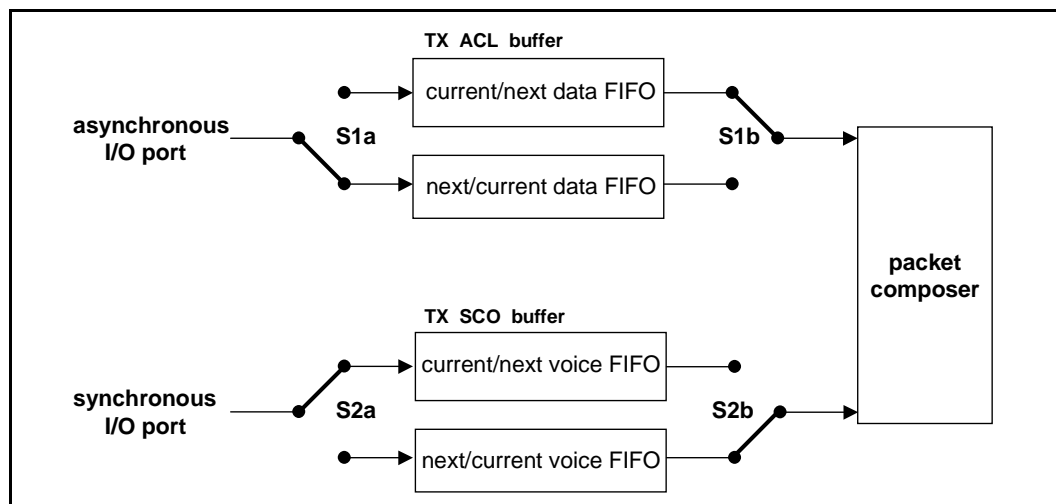 TX ACL buffer
current/next data FIFO
asynchronous
I/O port
S1a
S1b
next/current data FIFO
packet
composer
TX SCO buffer
current/next voice FIFO
synchronous
I/O port
S2a
S2b
next/current voice FIFO